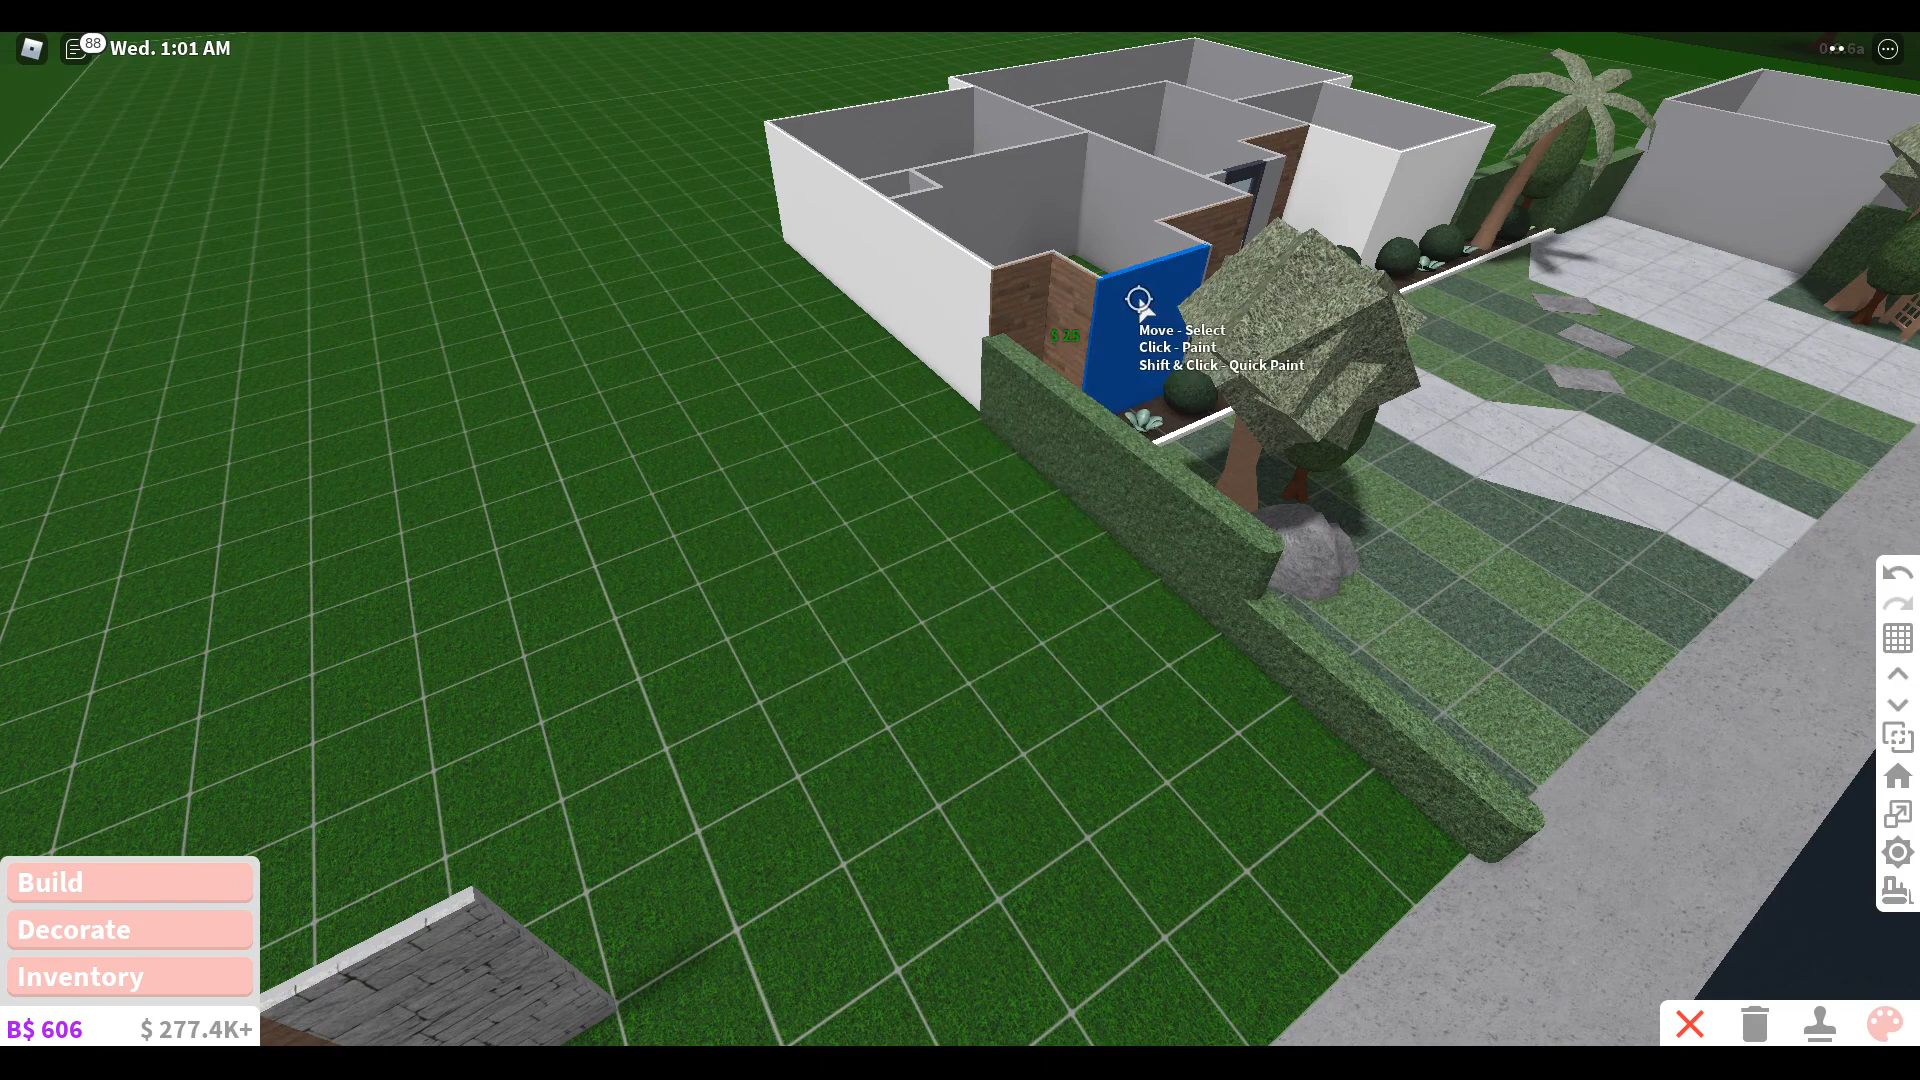 88
Wed. 1:01 AM
$ 25
Move - Select
Click - Paint
Shift & Click - Quick Paint
Build
Decorate
Inventory
B$ 606
$ 277.4K+